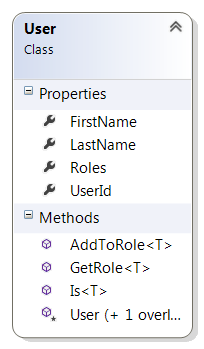 User
Class
Properties
FirstName
LastName
Roles
UserId
Methods
AddToRole<T>
GetRole<T>
Is<T>
User (+ 1 overl...